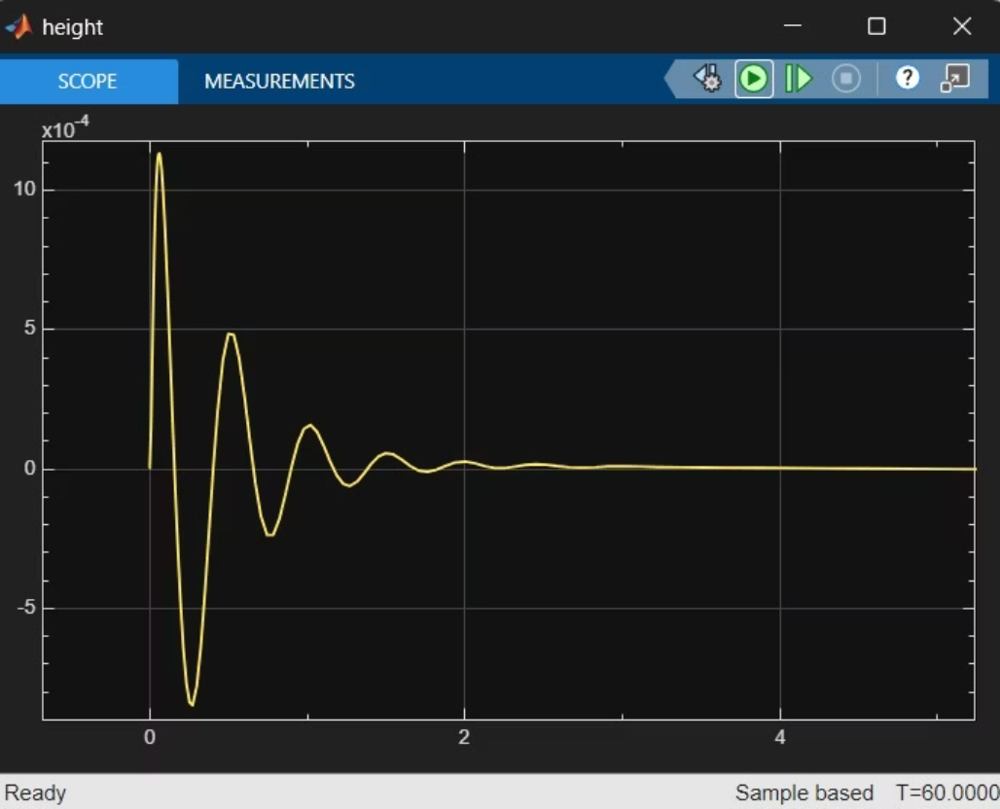 height
SCOPE MEASUREMENTS ?
x10-4
10
5
0
-5
0 2 4
Ready Sample based T=60.0000